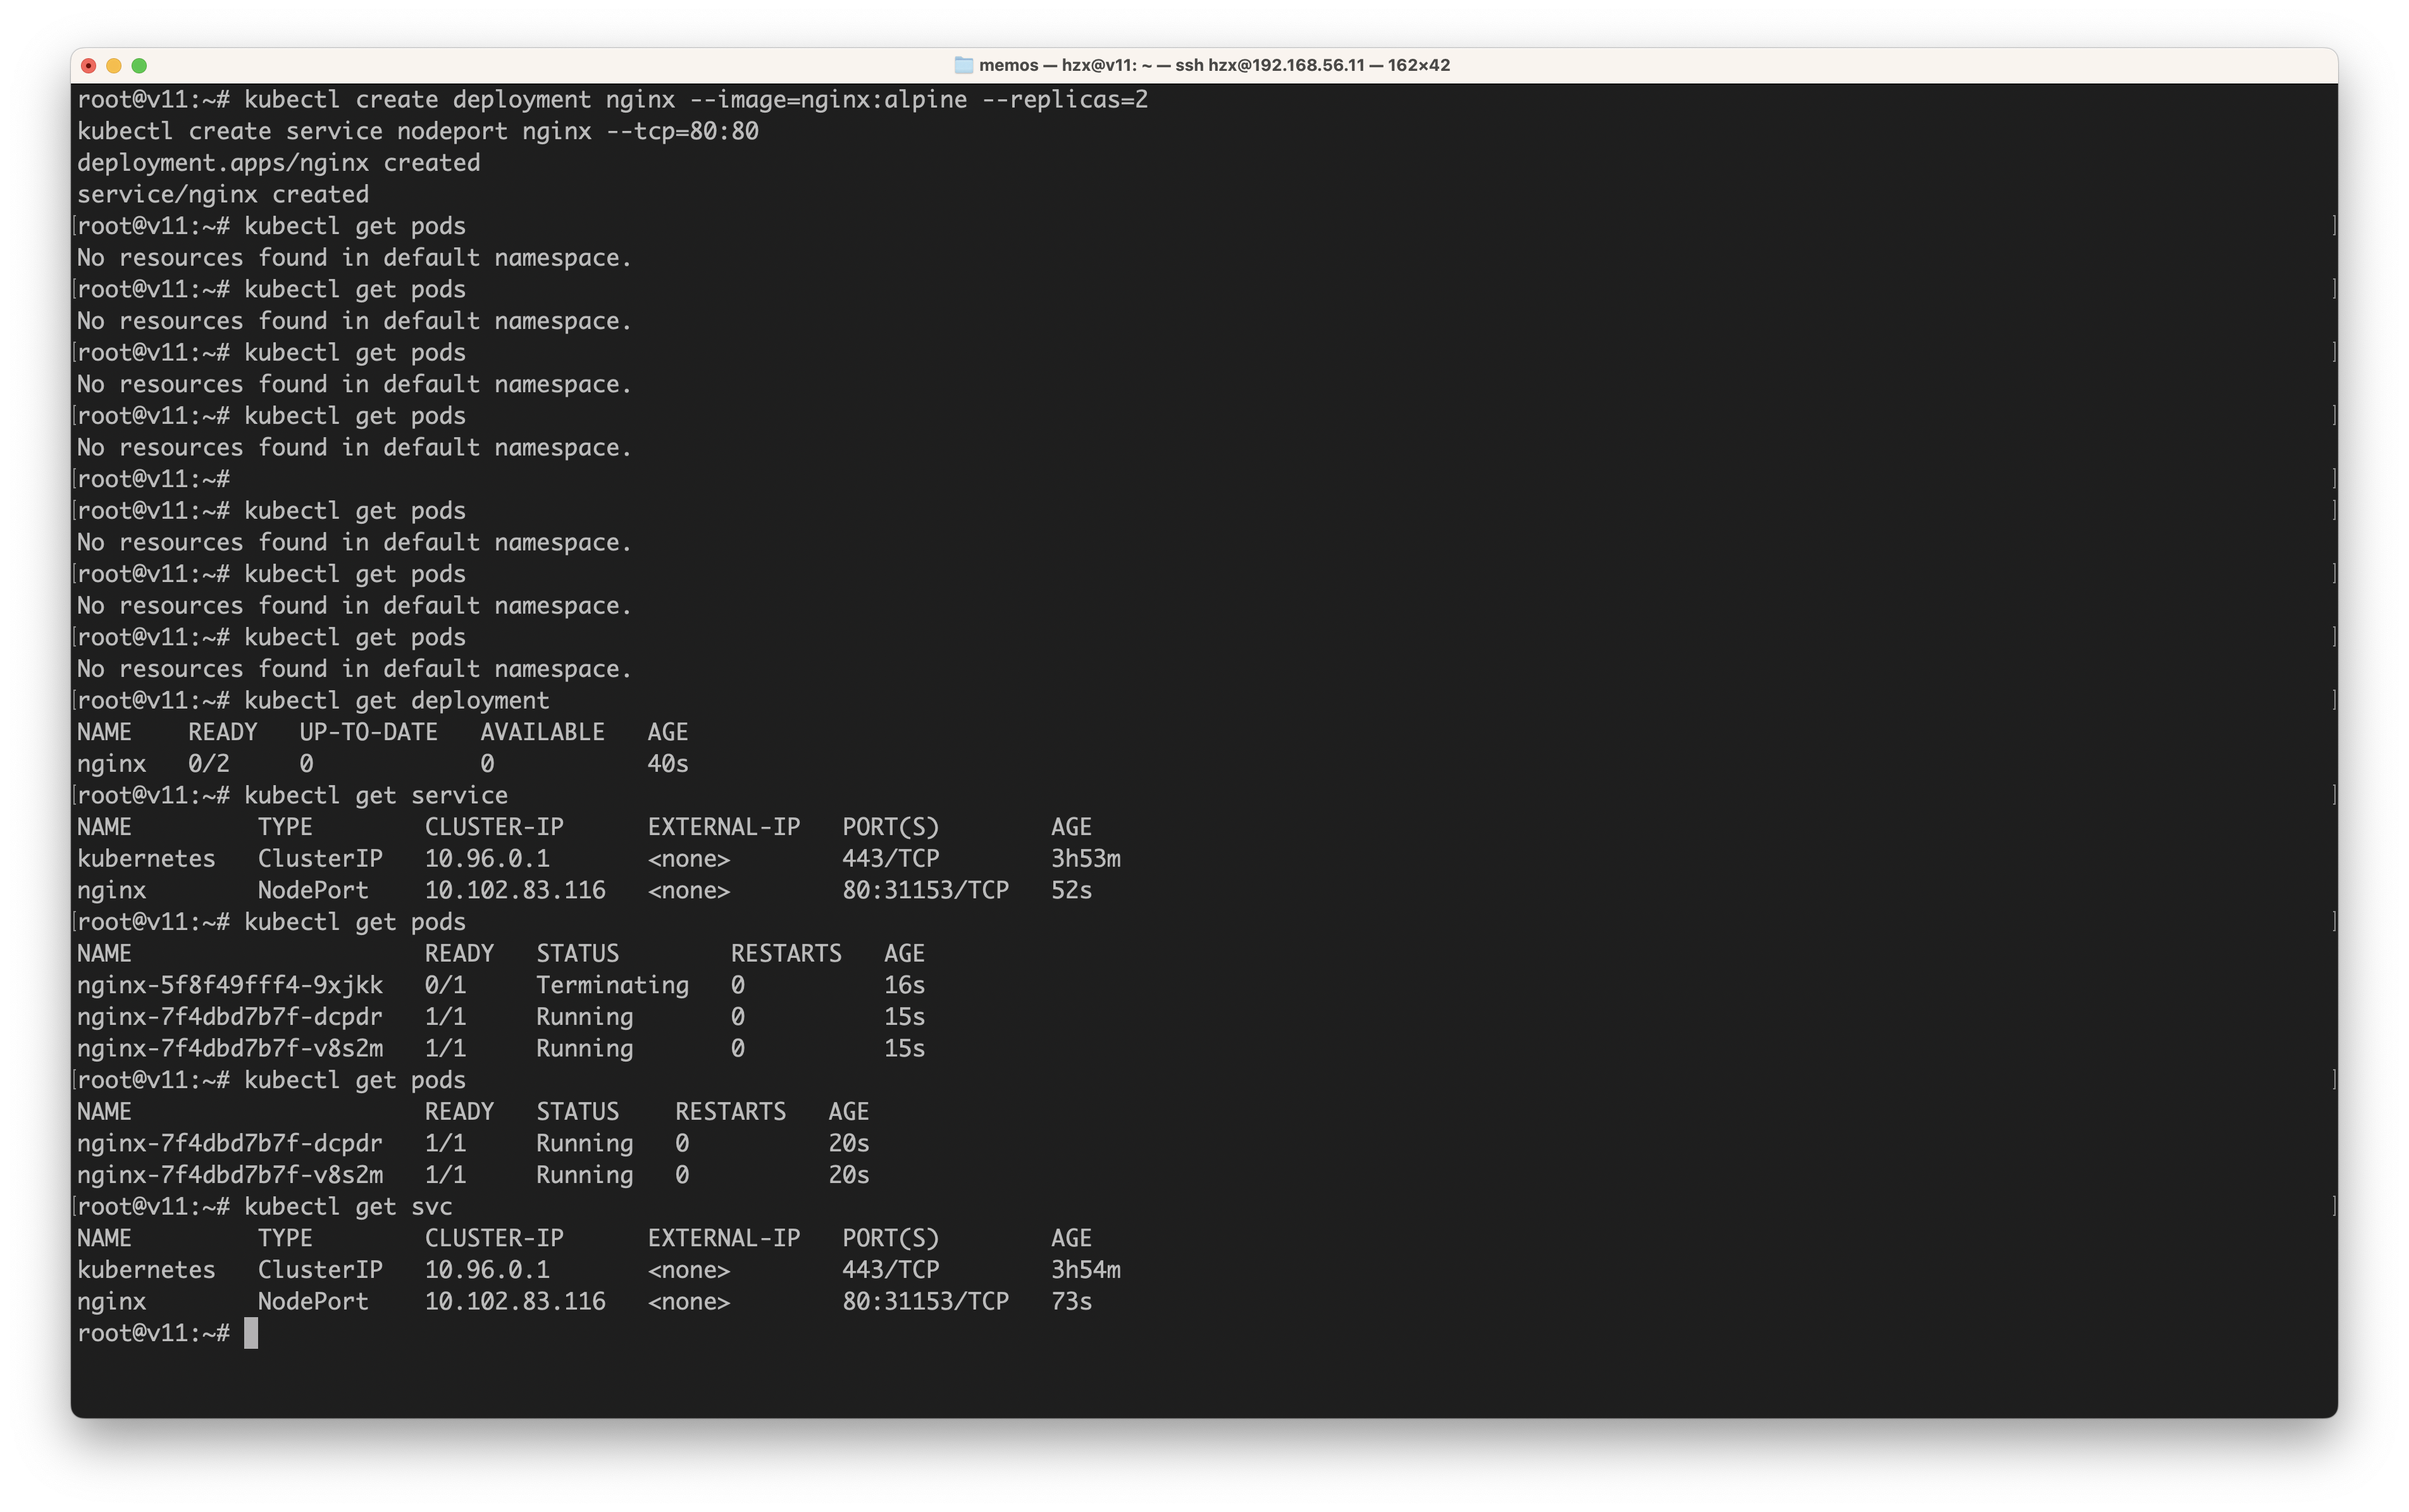 memos — hzx@v11: ~ — ssh hzx@192.168.56.11 — 162×42
root@v11:~# kubectl create deployment nginx --image=nginx:alpine --replicas=2
kubectl create service nodeport nginx --tcp=80:80
deployment.apps/nginx created
service/nginx created
[root@v11:~# kubectl get pods ]
No resources found in default namespace.
[root@v11:~# kubectl get pods ]
No resources found in default namespace.
[root@v11:~# kubectl get pods ]
No resources found in default namespace.
[root@v11:~# kubectl get pods ]
No resources found in default namespace.
[root@v11:~# ]
[root@v11:~# kubectl get pods ]
No resources found in default namespace.
[root@v11:~# kubectl get pods ]
No resources found in default namespace.
[root@v11:~# kubectl get pods ]
No resources found in default namespace.
[root@v11:~# kubectl get deployment ]
NAME    READY   UP-TO-DATE   AVAILABLE   AGE
nginx   0/2     0            0           40s
[root@v11:~# kubectl get service ]
NAME         TYPE        CLUSTER-IP      EXTERNAL-IP   PORT(S)        AGE
kubernetes   ClusterIP   10.96.0.1       <none>        443/TCP        3h53m
nginx        NodePort    10.102.83.116   <none>        80:31153/TCP   52s
[root@v11:~# kubectl get pods ]
NAME                     READY   STATUS        RESTARTS   AGE
nginx-5f8f49fff4-9xjkk   0/1     Terminating   0          16s
nginx-7f4dbd7b7f-dcpdr   1/1     Running       0          15s
nginx-7f4dbd7b7f-v8s2m   1/1     Running       0          15s
[root@v11:~# kubectl get pods ]
NAME                     READY   STATUS    RESTARTS   AGE
nginx-7f4dbd7b7f-dcpdr   1/1     Running   0          20s
nginx-7f4dbd7b7f-v8s2m   1/1     Running   0          20s
[root@v11:~# kubectl get svc ]
NAME         TYPE        CLUSTER-IP      EXTERNAL-IP   PORT(S)        AGE
kubernetes   ClusterIP   10.96.0.1       <none>        443/TCP        3h54m
nginx        NodePort    10.102.83.116   <none>        80:31153/TCP   73s
root@v11:~#